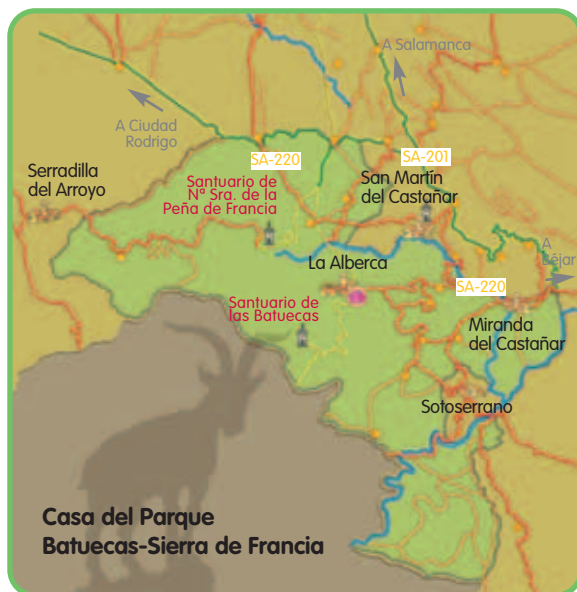 A Salamanca
A Ciudad
Rodrigo
SA-220
SA-201
Serradilla
del Arroyo
Santuario de
Nª Sra. de la
Peña de Francia
San Martín
del Castañar
La Alberca
A
Béjar
SA-220
Santuario de
las Batuecas
Miranda
del Castañar
Sotoserrano
Casa del Parque
Batuecas-Sierra de Francia